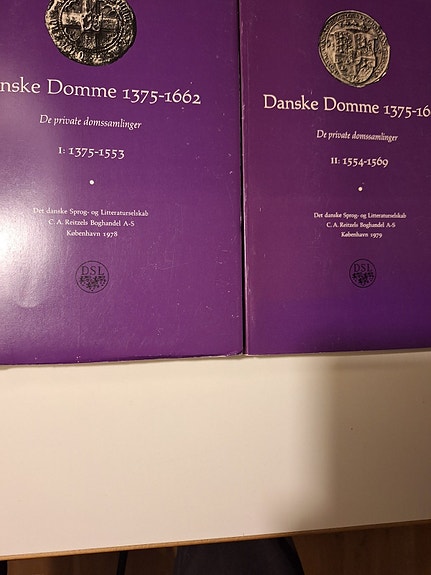 nske Domme 1375-1662
De private domssamlinger
I: 1375-1553
Det danske Sprog- og Litteraturselskab
C. A. Reitzels Boghandel A-S
København 1978
DSL
Danske Domme 1375-16
De private domssamlinger
II: 1554-1569
Det danske Sprog- og Litteraturselskab
C. A. Reitzels Boghandel A-S
København 1979
DSL